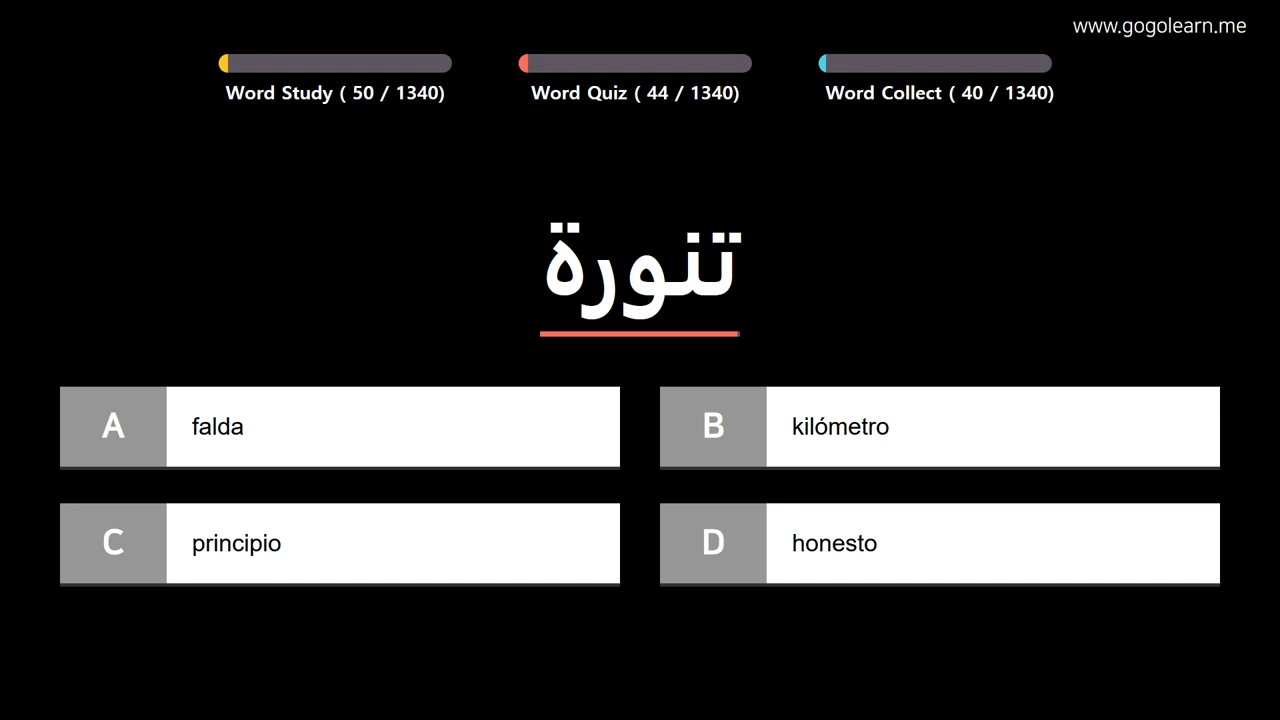 www.gogolearn.me
Word Study ( 50 / 1340)
Word Quiz ( 44 / 1340)
Word Collect ( 40 / 1340)
تنورة
A falda
B kilómetro
C principio
D honesto